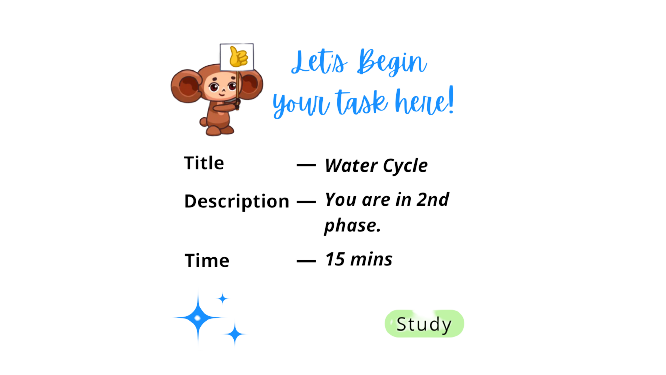 Let's Begin
your task here!
Title — Water Cycle
Description — You are in 2nd
phase.
Time — 15 mins
Study